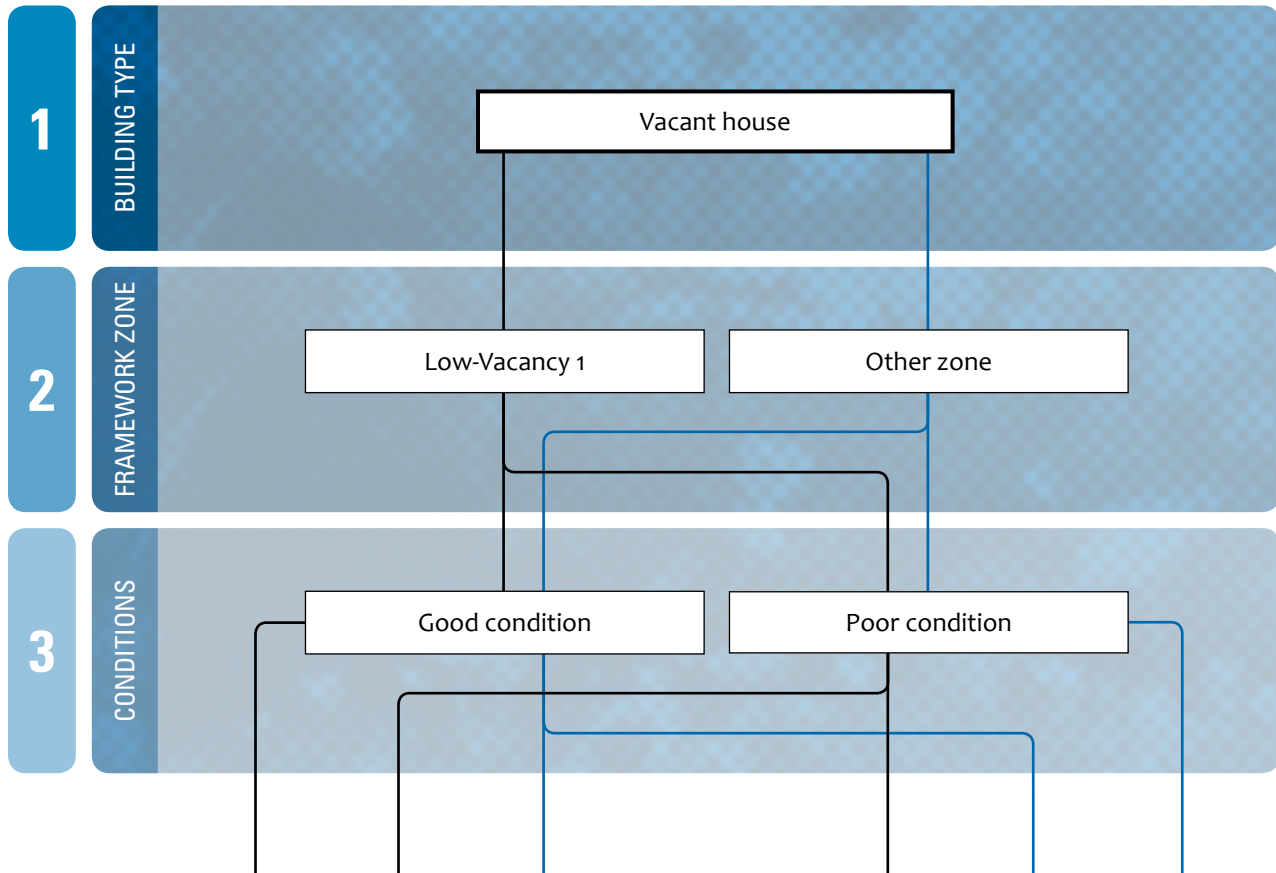 1
BUILDING TYPE
Vacant house
2
FRAMEWORK ZONE
Low-Vacancy 1
Other zone
3
CONDITIONS
Good condition
Poor condition